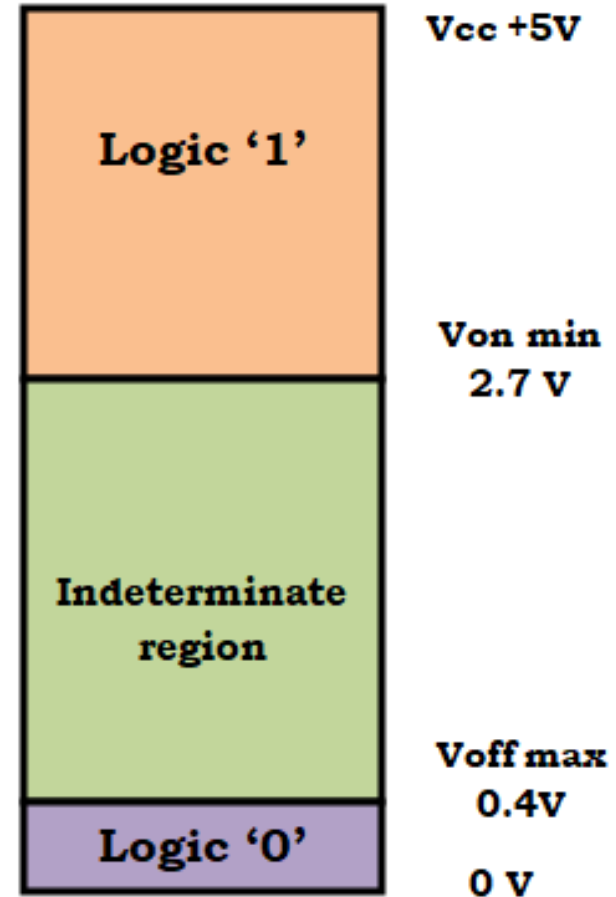 Vcc +5V
Logic ‘1’
Von min
2.7 V
Indeterminate
region
Voff max
0.4V
Logic ‘0’
0 V